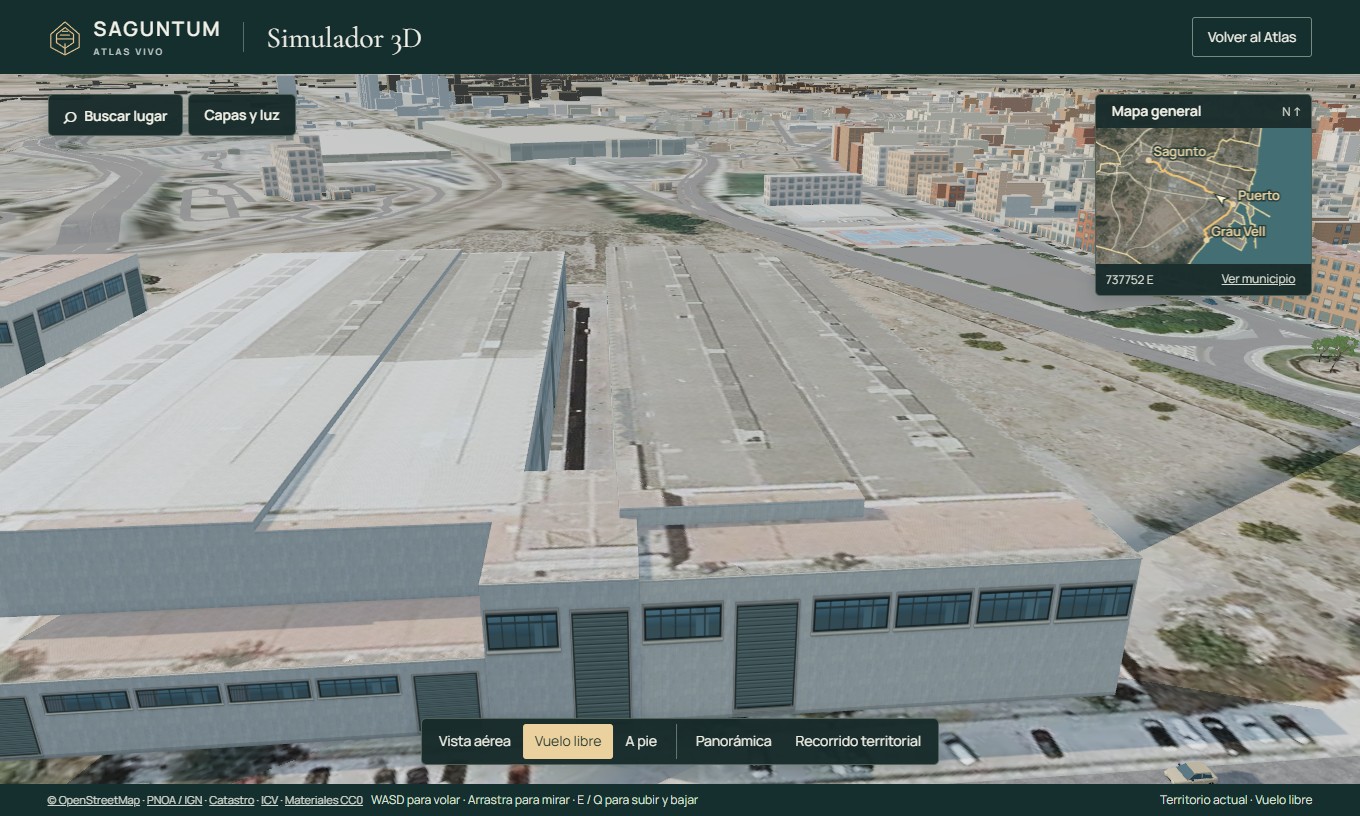 SAGUNTUM
ATLAS VIVO
Simulador 3D
Volver al Atlas
Buscar lugar
Capas y luz
Mapa general
N ↑
Sagunto
Puerto
Grau Vell
737752 E
Ver municipio
Vista aérea
Vuelo libre
A pie
Panorámica
Recorrido territorial
© OpenStreetMap · PNOA / IGN · Catastro · ICV · Materiales CC0 WASD para volar · Arrastra para mirar · E / Q para subir y bajar
Territorio actual · Vuelo libre